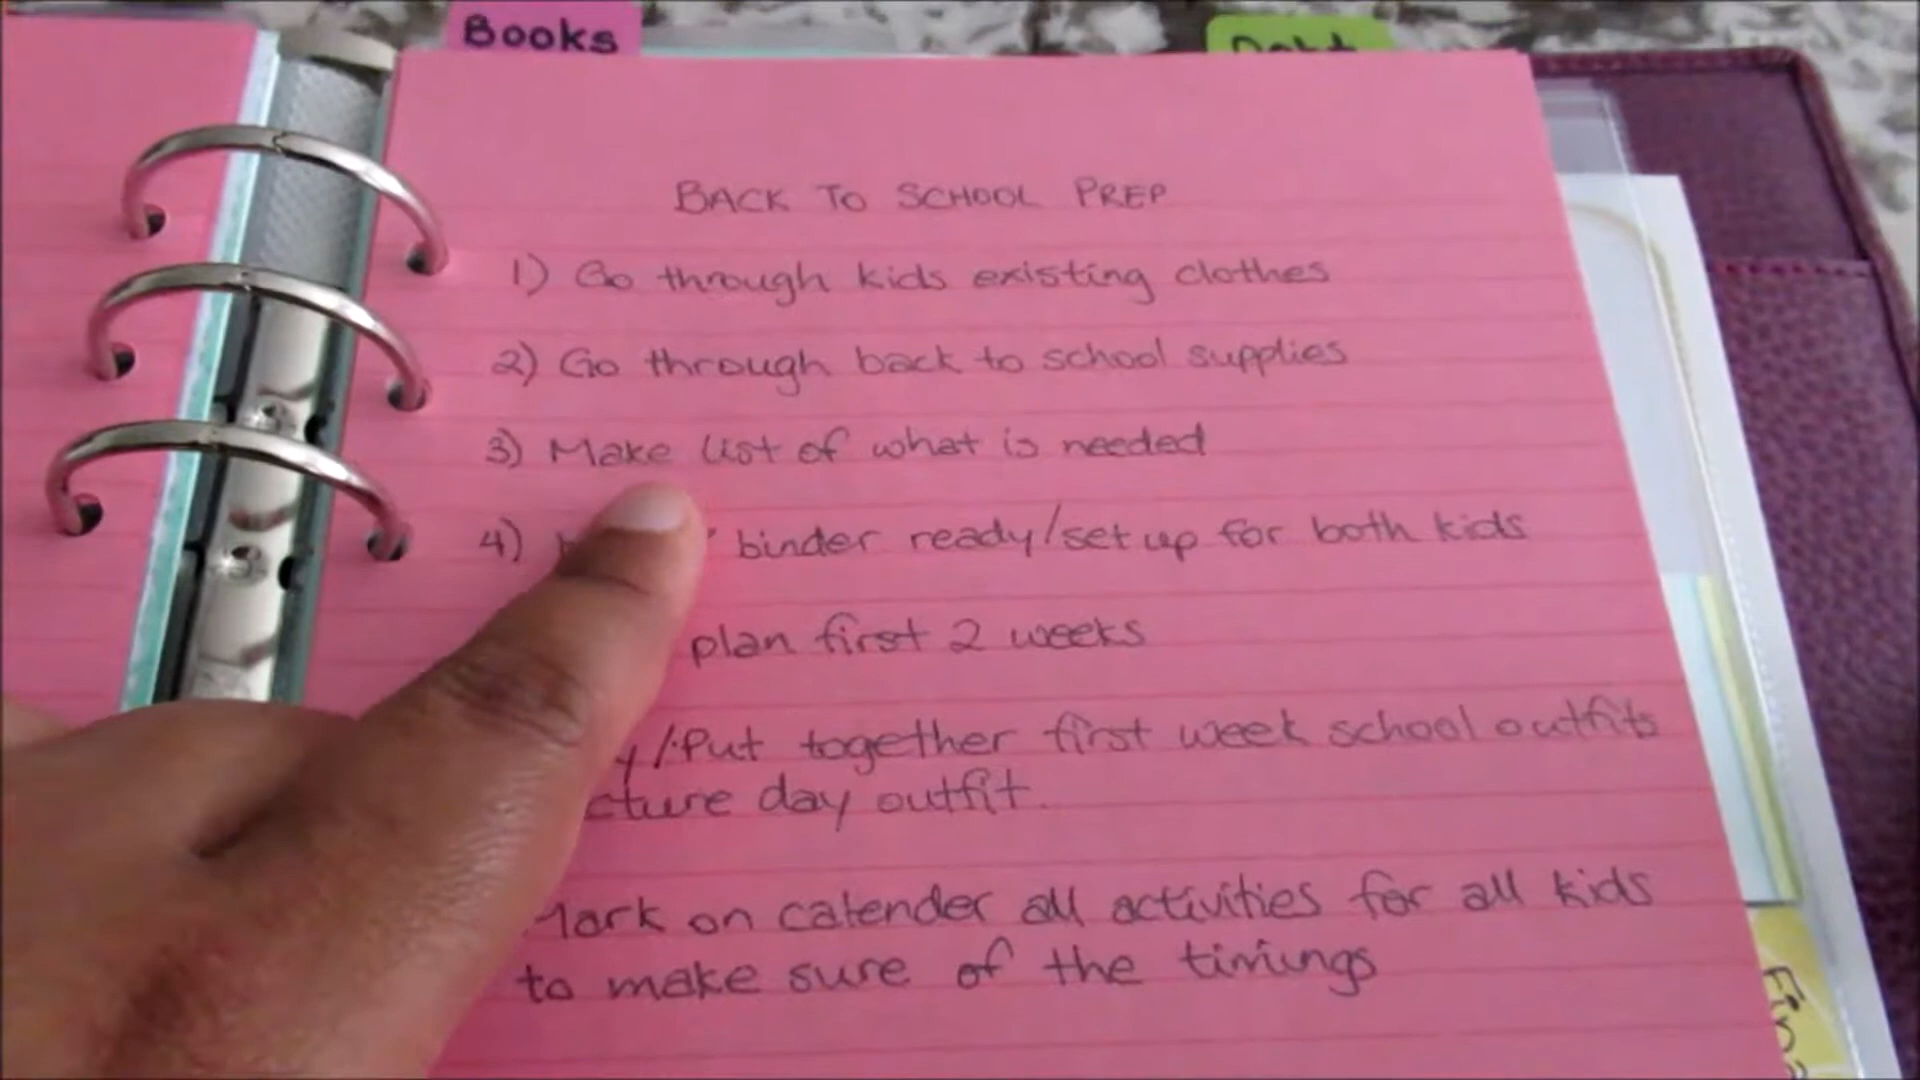 Books
BACK TO SCHOOL PREP
1) Go through kids existing clothes
2) Go through back to school supplies
3) Make list of what is needed
4) binder ready/set up for both kids
plan first 2 weeks
/Put together first week school outfits
day outfit.
Mark on calender all activities for all kids
to make sure of the timings